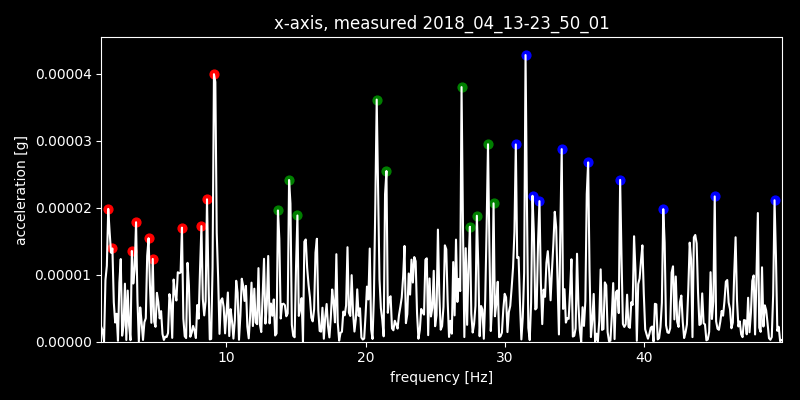 x-axis, measured 2018_04_13-23_50_01
0.00004
0.00003
0.00002
0.00001
0.00000
acceleration [g]
10 20 30 40
frequency [Hz]